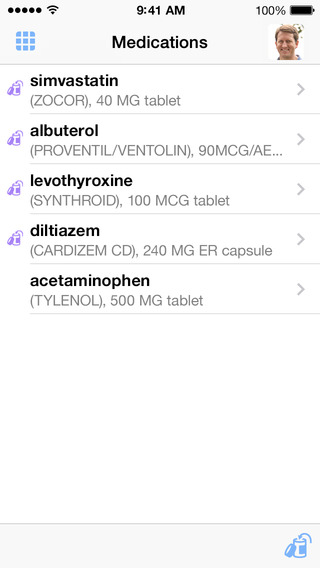 9:41 AM
100%
Medications
simvastatin
(ZOCOR), 40 MG tablet
albuterol
(PROVENTIL/VENTOLIN), 90MCG/AE...
levothyroxine
(SYNTHROID), 100 MCG tablet
diltiazem
(CARDIZEM CD), 240 MG ER capsule
acetaminophen
(TYLENOL), 500 MG tablet